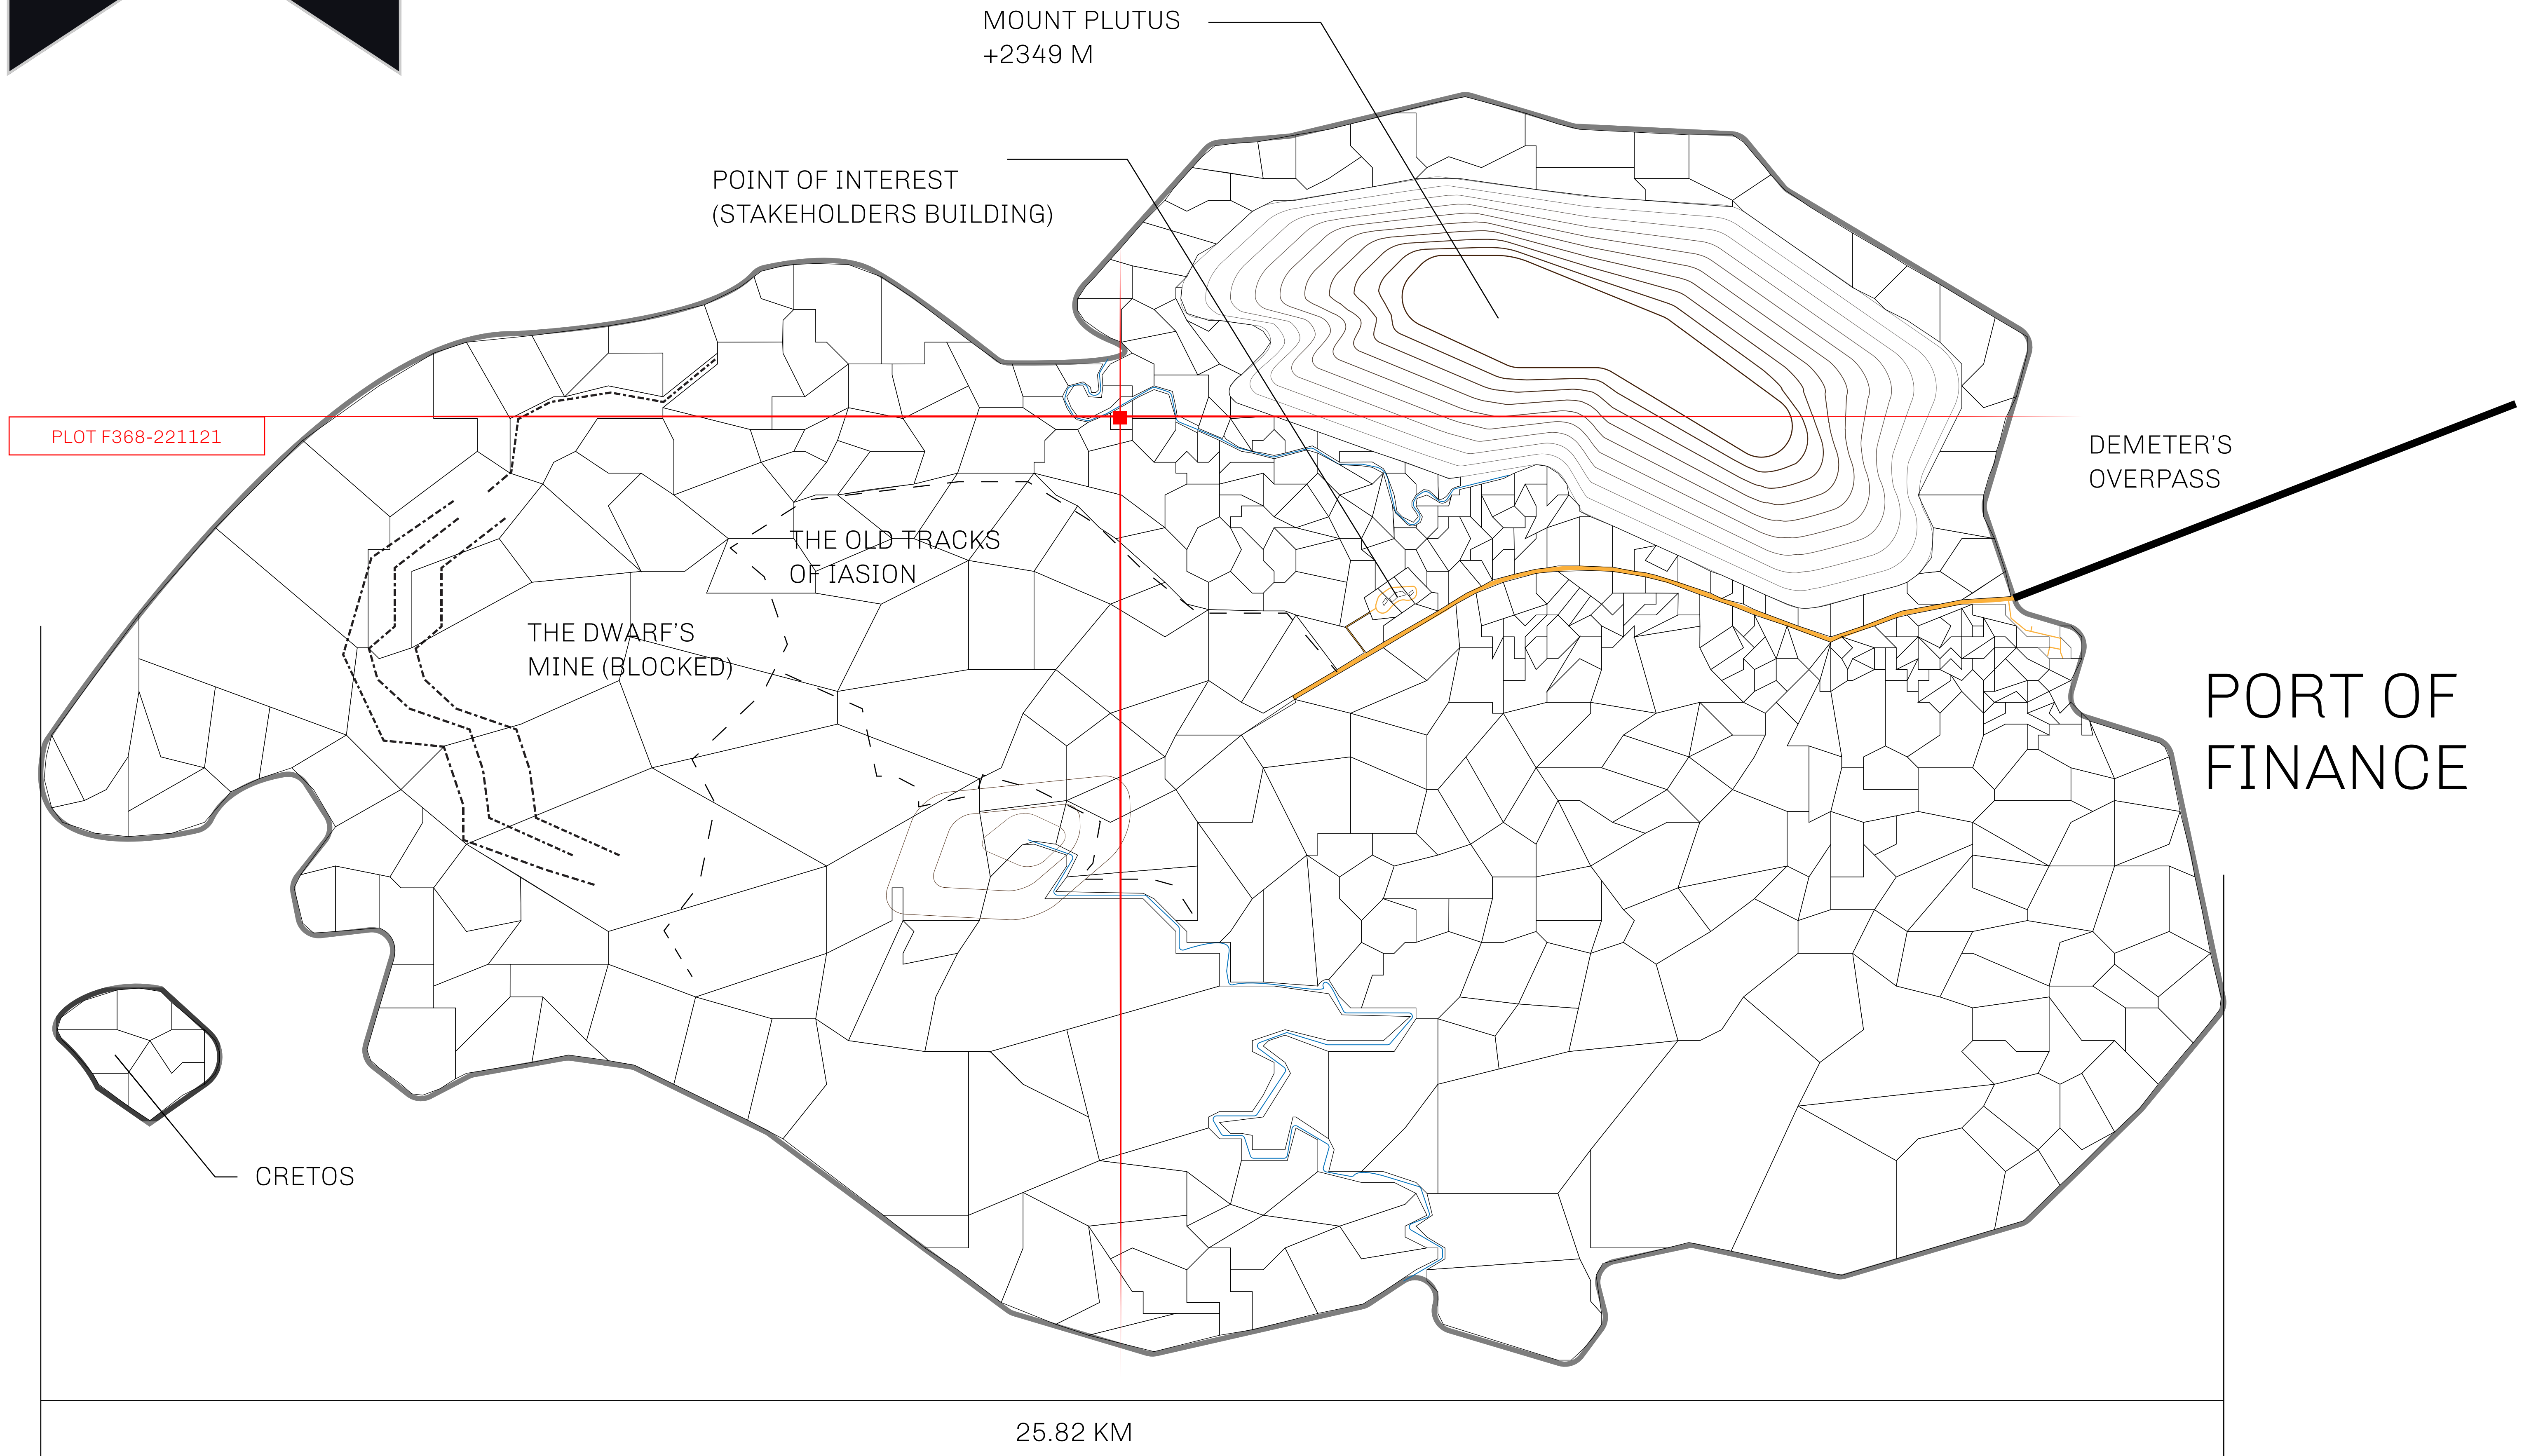 MOUNT PLUTUS
+2349 M
POINT OF INTEREST
(STAKEHOLDERS BUILDING)
PLOT F368-221121
DEMETER'S
OVERPASS
THE OLD TRACKS
OF IASION
THE DWARF'S
MINE (BLOCKED)
PORT OF
FINANCE
CRETOS
25.82 KM